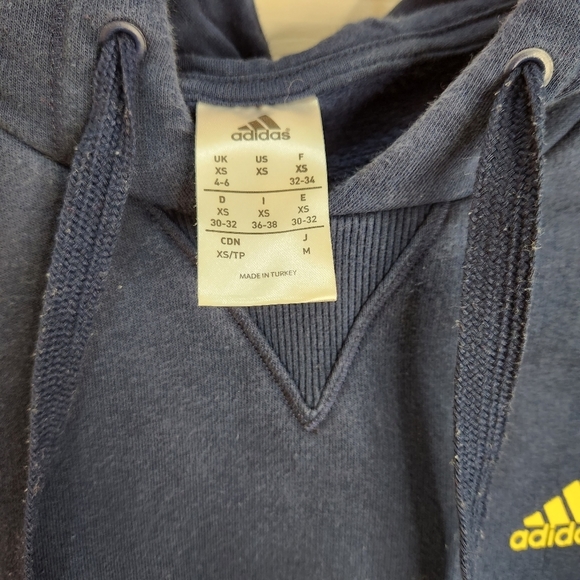 adidas
UK US F
XS XS XS
4-6 32-34
D I E
XS XS XS
30-32 36-38 30-32
CDN J
XS/TP M
MADE IN TURKEY
adidas